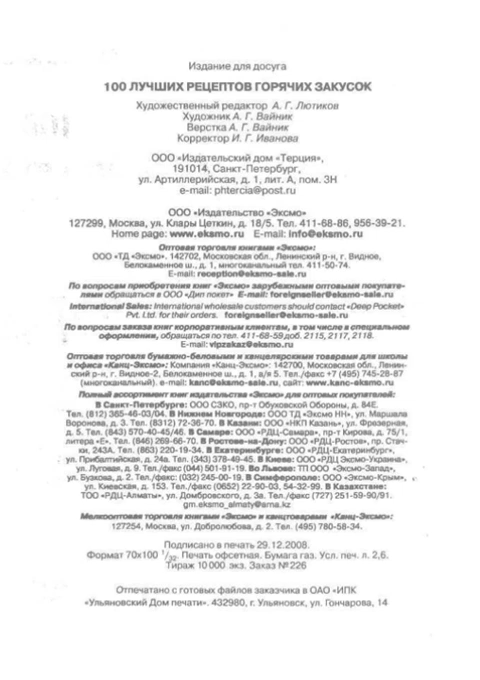 Издание для досуга
100 ЛУЧШИХ РЕЦЕПТОВ ГОРЯЧИХ ЗАКУСОК
Художественный редактор А. Г. Лютиков
Художник А. Г. Вайник
Верстка А. Г. Вайник
Корректор И. Г. Иванова
ООО «Издательский дом «Терция»,
191014, Санкт-Петербург,
ул. Артиллерийская, д. 1, лит. А, пом. 3Н
e-mail: phtercia@post.ru
ООО «Издательство «Эксмо»
127299, Москва, ул. Клары Цеткин, д. 18/5. Тел. 411-68-86, 956-39-21.
Home page: www.eksmo.ru E-mail: info@eksmo.ru
Оптовая торговля книгами «Эксмо»:
ООО «ТД «Эксмо». 142702, Московская обл., Ленинский р-н, г. Видное,
Белокаменное ш., д. 1, многоканальный тел. 411-50-74.
E-mail: reception@eksmo-sale.ru
По вопросам приобретения книг «Эксмо» зарубежными оптовыми покупате-
лями обращаться в ООО «Дип покет» E-mail: foreignseller@eksmo-sale.ru
International Sales: International wholesale customers should contact «Deep Pocket»
Pvt. Ltd. for their orders. foreignseller@eksmo-sale.ru
По вопросам заказа книг корпоративным клиентам, в том числе в специальном
оформлении, обращаться по тел. 411-68-59 доб. 2115, 2117, 2118.
E-mail: vipzakaz@eksmo.ru
Оптовая торговля бумажно-беловыми и канцелярскими товарами для школы
и офиса «Канц-Эксмо»: Компания «Канц-Эксмо»: 142700, Московская обл., Ленин-
ский р-н, г. Видное-2, Белокаменное ш., д. 1, а/я 5. Тел./факс +7 (495) 745-28-87
(многоканальный). e-mail: kanc@eksmo-sale.ru, сайт: www.kanc-eksmo.ru
Полный ассортимент книг издательства «Эксмо» для оптовых покупателей:
В Санкт-Петербурге: ООО СЗКО, пр-т Обуховской Обороны, д. 84Е.
Тел. (812) 365-46-03/04. В Нижнем Новгороде: ООО ТД «Эксмо НН», ул. Маршала
Воронова, д. 3. Тел. (8312) 72-36-70. В Казани: ООО «НКП Казань», ул. Фрезерная,
д. 5. Тел. (843) 570-40-45/46. В Самаре: ООО «РДЦ-Самара», пр-т Кирова, д. 75/1,
литера «Е». Тел. (846) 269-66-70. В Ростове-на-Дону: ООО «РДЦ-Ростов», пр. Стач-
ки, 243А. Тел. (863) 220-19-34. В Екатеринбурге: ООО «РДЦ-Екатеринбург»,
ул. Прибалтийская, д. 24а. Тел. (343) 378-49-45. В Киеве: ООО «РДЦ Эксмо-Украина»,
ул. Луговая, д. 9. Тел./факс (044) 501-91-19. Во Львове: ТП ООО «Эксмо-Запад»,
ул. Бузкова, д. 2. Тел./факс: (032) 245-00-19. В Симферополе: ООО «Эксмо-Крым»,
ул. Киевская, д. 153. Тел./факс (0652) 22-90-03, 54-32-99. В Казахстане:
ТОО «РДЦ-Алматы», ул. Домбровского, д. 3а. Тел./факс (727) 251-59-90/91.
gm.eksmo_almaty@arna.kz
Мелкооптовая торговля книгами «Эксмо» и канцтоварами «Канц-Эксмо»:
127254, Москва, ул. Добролюбова, д. 2. Тел. (495) 780-58-34.
Подписано в печать 29.12.2008.
Формат 70х100 1/32. Печать офсетная. Бумага газ. Усл. печ. л. 2,6.
Тираж 10 000 экз. Заказ №226
Отпечатано с готовых файлов заказчика в ОАО «ИПК
«Ульяновский Дом печати». 432980, г. Ульяновск, ул. Гончарова, 14